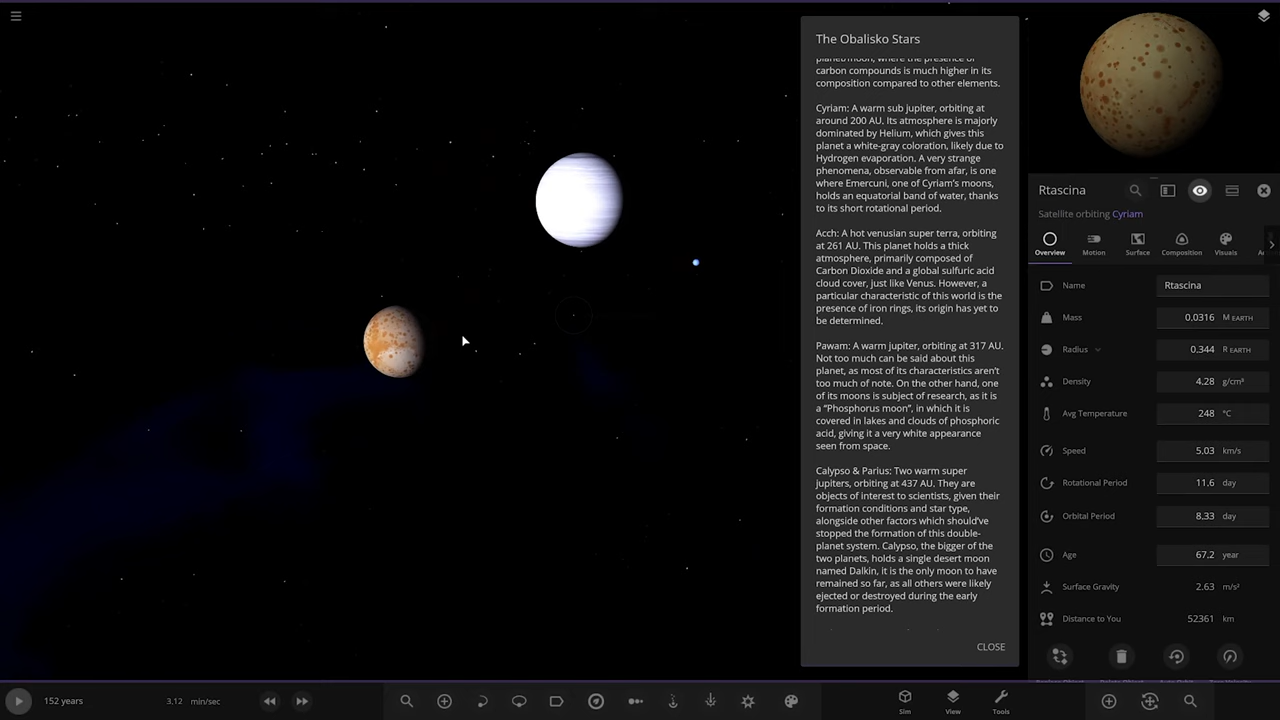 The Obalisko Stars
planet/moon, where the presence of
carbon compounds is much higher in its
composition compared to other elements.
Cyriam: A warm sub jupiter, orbiting at
around 200 AU. Its atmosphere is majorly
dominated by Helium, which gives this
planet a white-gray coloration, likely due to
Hydrogen evaporation. A very strange
phenomena, observable from afar, is one
where Emercuni, one of Cyriam's moons,
holds an equatorial band of water, thanks
to its short rotational period.
Acch: A hot venusian super terra, orbiting
at 261 AU. This planet holds a thick
atmosphere, primarily composed of
Carbon Dioxide and a global sulfuric acid
cloud cover, just like Venus. However, a
particular characteristic of this world is the
presence of iron rings, its origin has yet to
be determined.
Pawam: A warm jupiter, orbiting at 317 AU.
Not too much can be said about this
planet, as most of its characteristics aren't
too much of note. On the other hand, one
of its moons is subject of research, as it is
a "Phosphorus moon", in which it is
covered in lakes and clouds of phosphoric
acid, giving it a very white appearance
seen from space.
Calypso & Parius: Two warm super
jupiters, orbiting at 437 AU. They are
objects of interest to scientists, given their
formation conditions and star type,
alongside other factors which should've
stopped the formation of this double-
planet system. Calypso, the bigger of the
two planets, holds a single desert moon
named Dalkin, it is the only moon to have
remained so far, as all others were likely
ejected or destroyed during the early
formation period.
CLOSE
Rtascina
Satellite orbiting Cyriam
Overview Motion Surface Composition Visuals
Name Rtascina
Mass 0.0316 M EARTH
Radius 0.344 R EARTH
Density 4.28 g/cm³
Avg Temperature 248 °C
Speed 5.03 km/s
Rotational Period 11.6 day
Orbital Period 8.33 day
Age 67.2 year
Surface Gravity 2.63 m/s²
Distance to You 52361 km
152 years 3.12 min/sec Sim View Tools